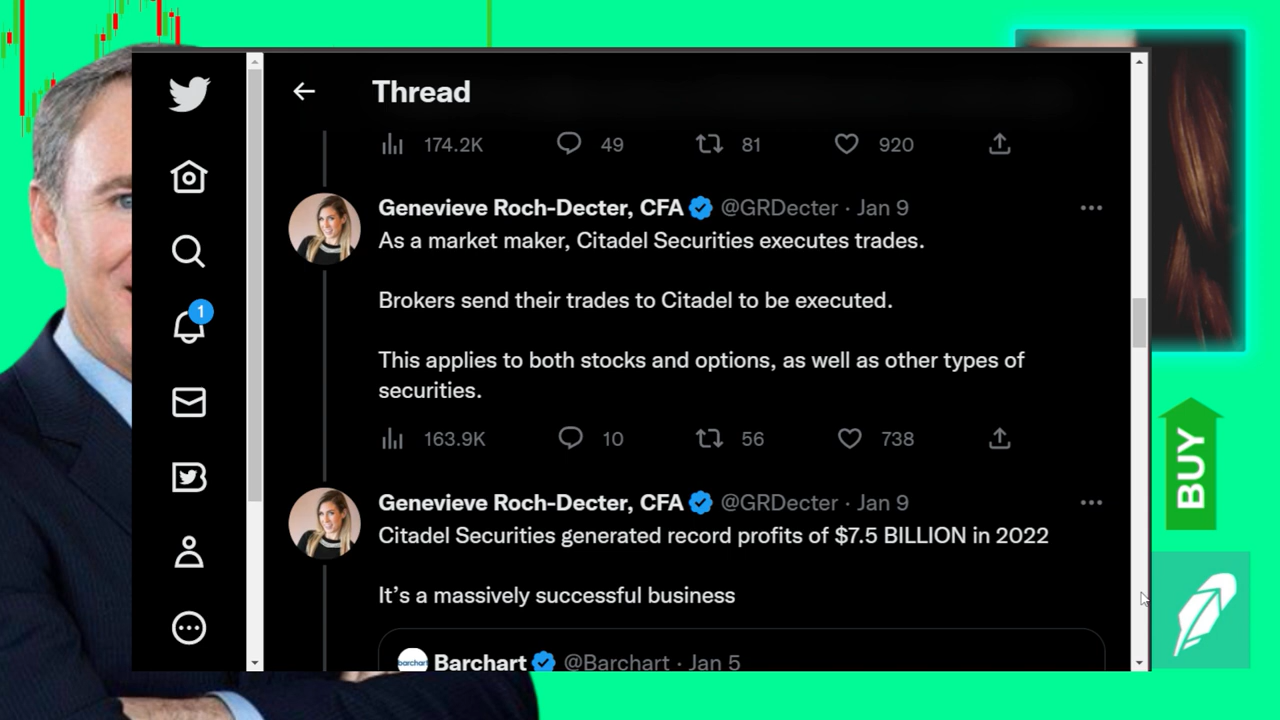 Thread
174.2K 49 81 920
Genevieve Roch-Decter, CFA @GRDecter · Jan 9
As a market maker, Citadel Securities executes trades.
Brokers send their trades to Citadel to be executed.
This applies to both stocks and options, as well as other types of
securities.
163.9K 10 56 738
Genevieve Roch-Decter, CFA @GRDecter · Jan 9
Citadel Securities generated record profits of $7.5 BILLION in 2022
It’s a massively successful business
barchart Barchart @Barchart · Jan 5
1
BUY